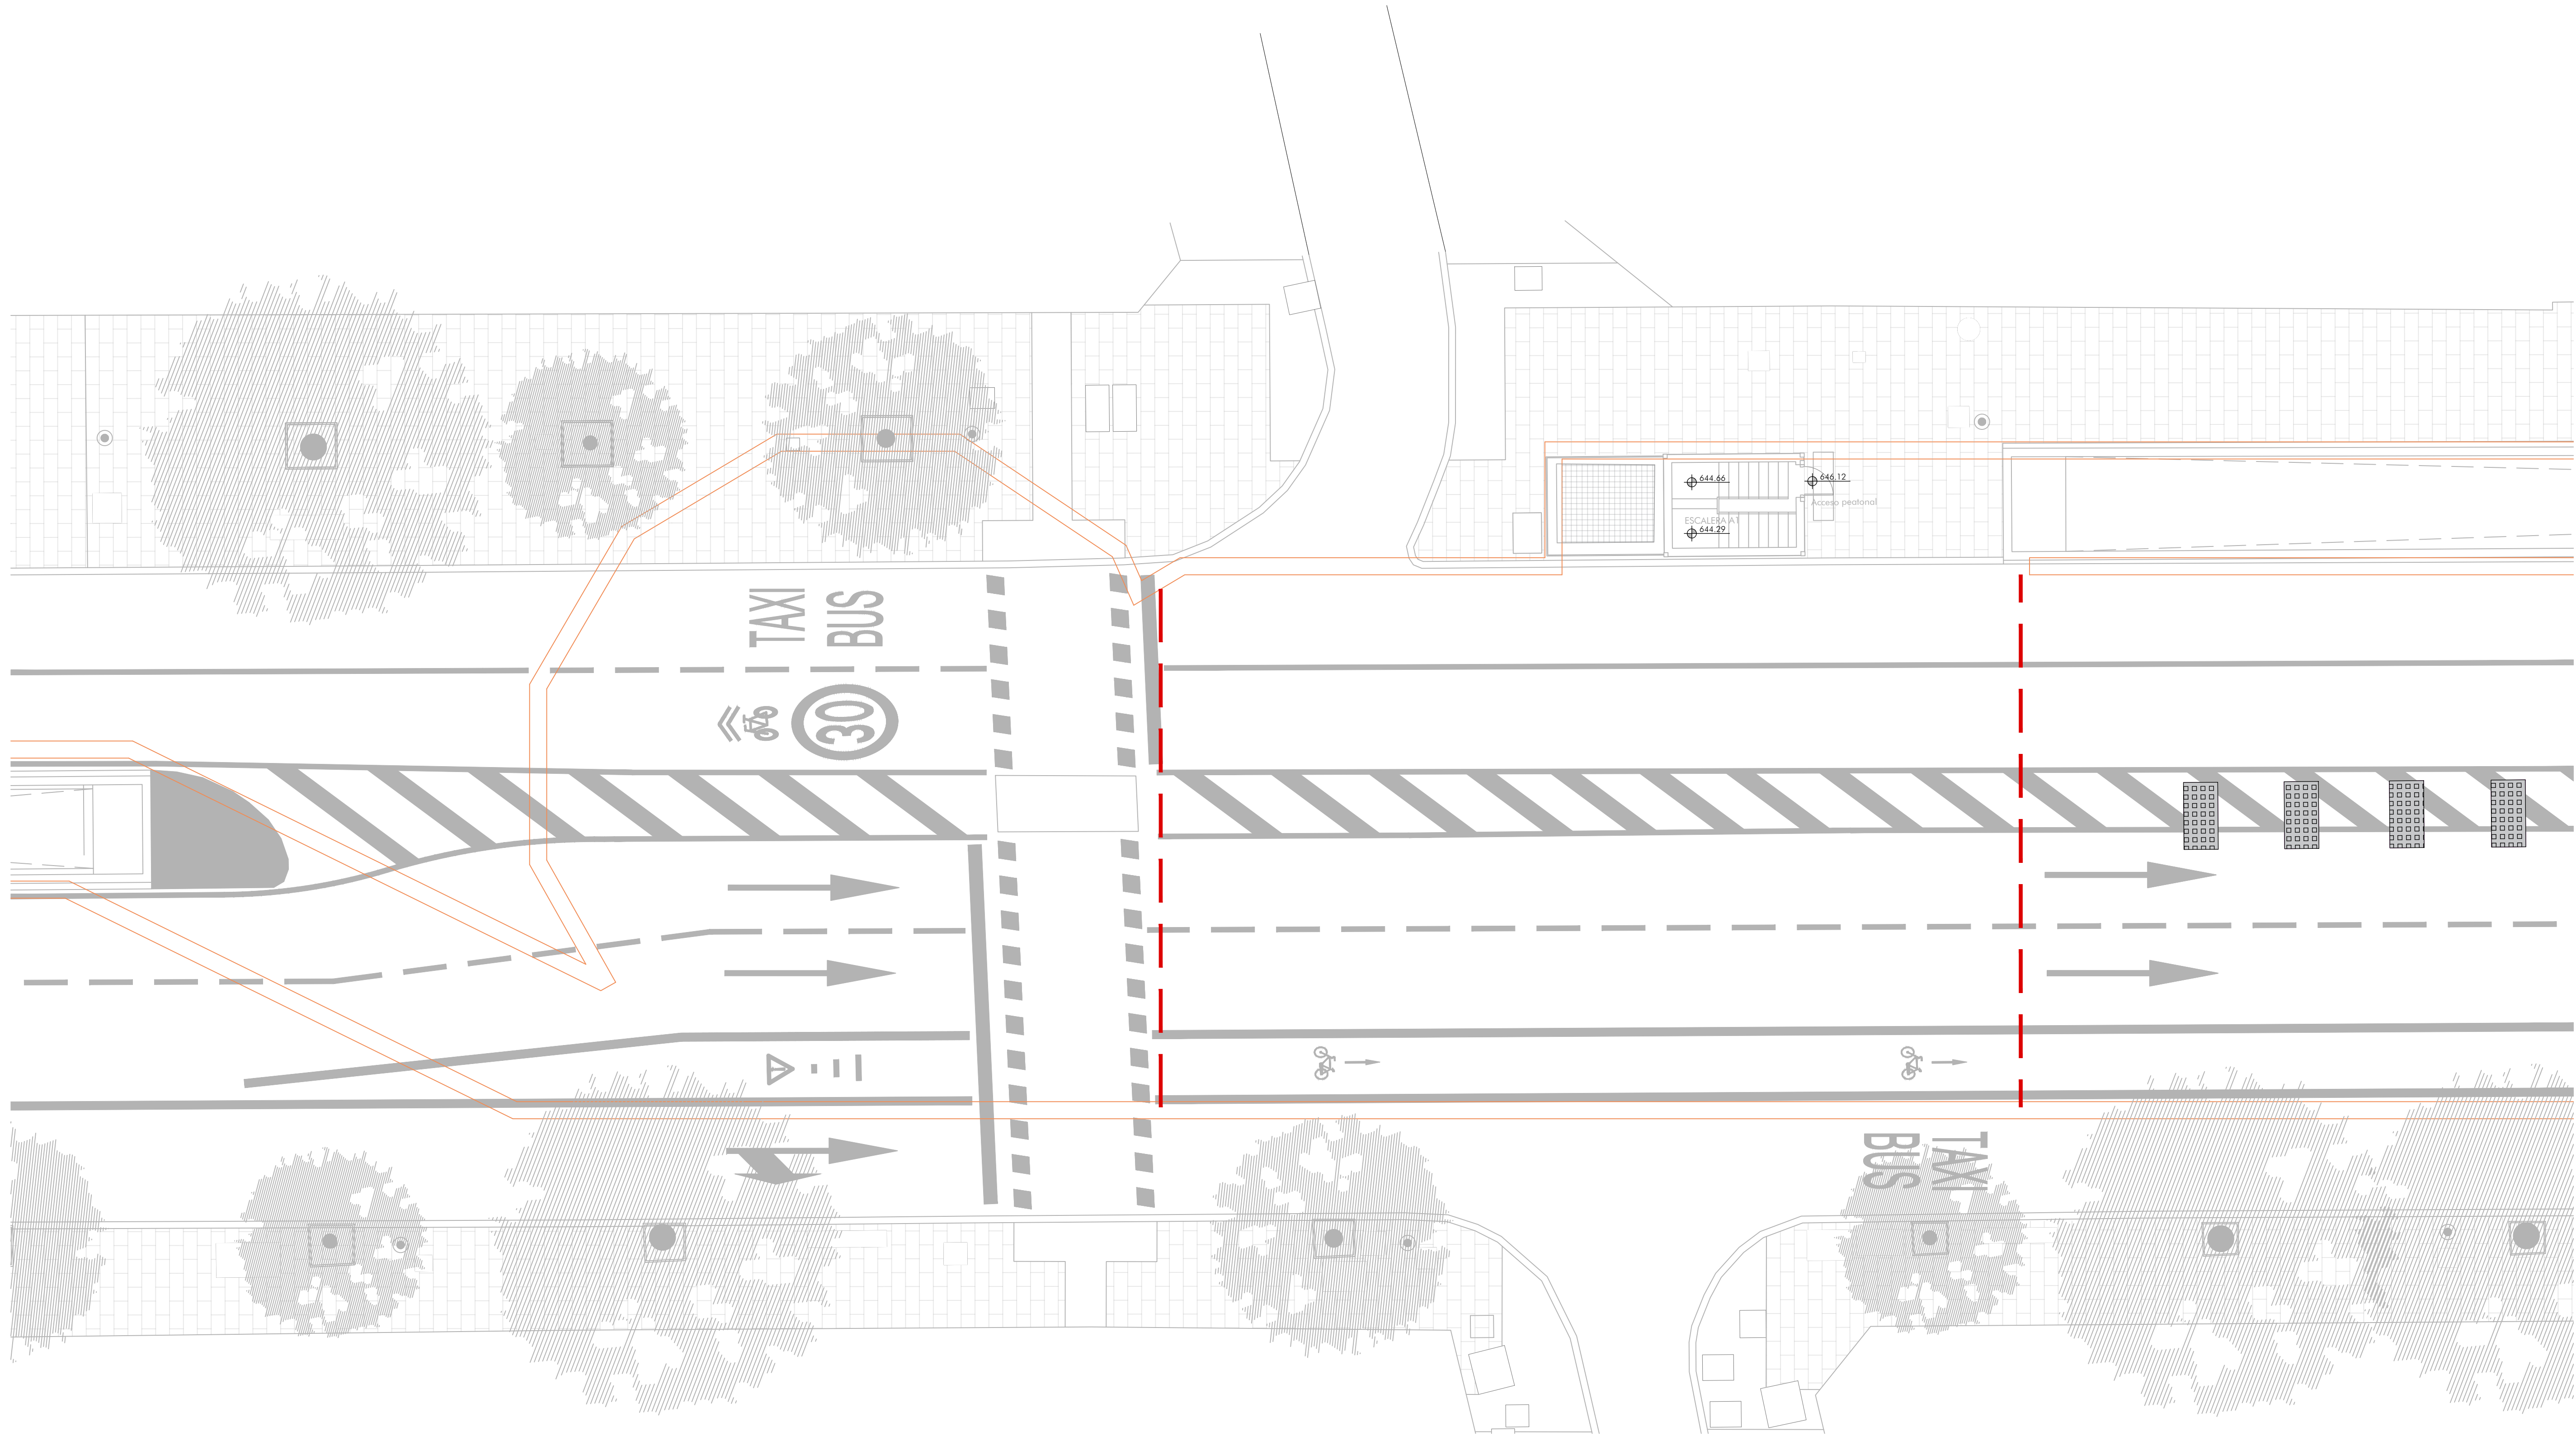 644.66
646.12
Acceso peatonal
ESCALERA A1
644.29
TAXI
BUS
30
BUS
TAXI